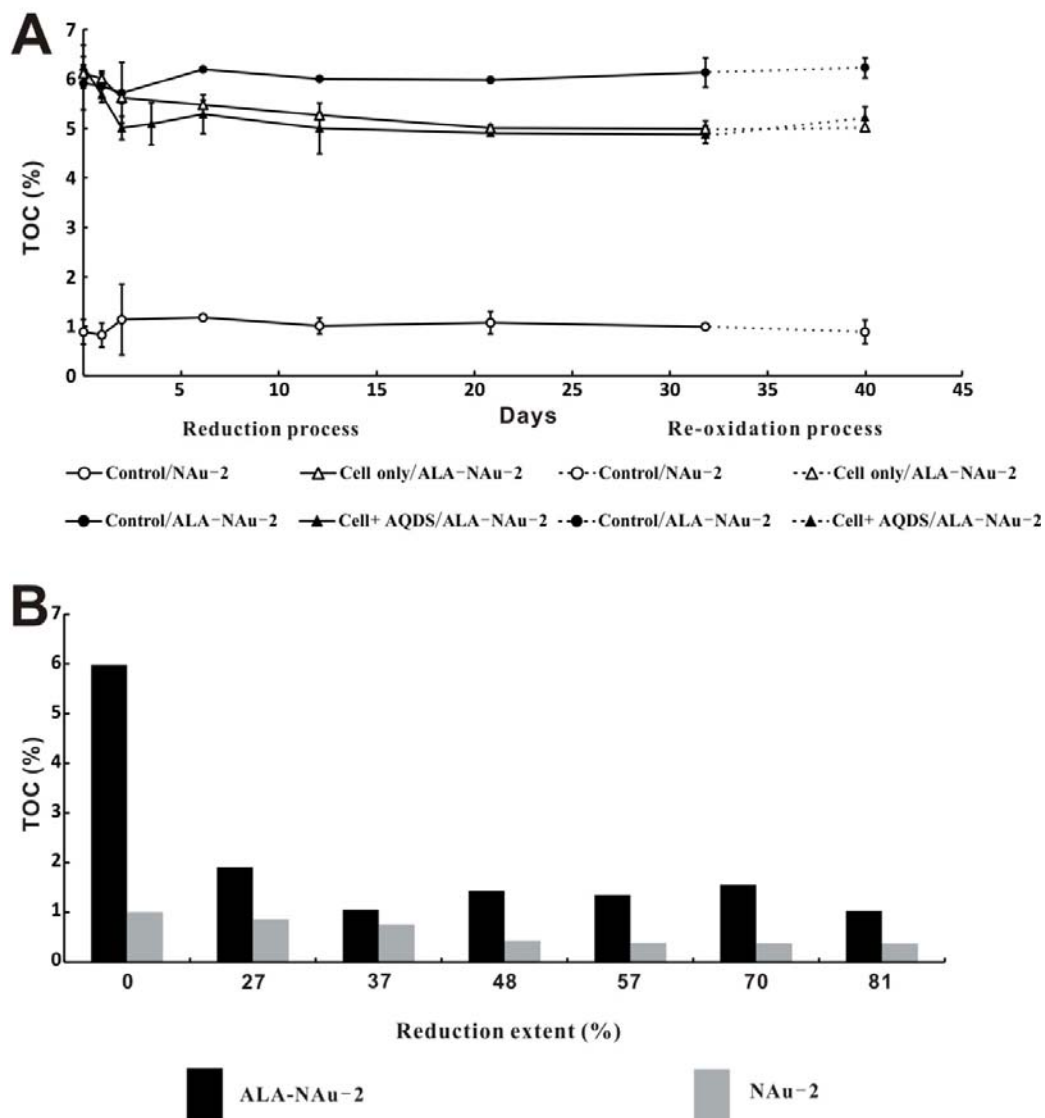 A
7
6
5
4
3
2
1
0
TOC (%)
5 10 15 20 25 30 35 40 45
Days
Reduction process Re-oxidation process
Control/NAu-2 Cell only/ALA-NAu-2 Control/NAu-2 Cell only/ALA-NAu-2
Control/ALA-NAu-2 Cell+ AQDS/ALA-NAu-2 Control/ALA-NAu-2 Cell+ AQDS/ALA-NAu-2
B
7
6
5
4
3
2
1
0
TOC (%)
0 27 37 48 57 70 81
Reduction extent (%)
ALA-NAu-2 NAu-2